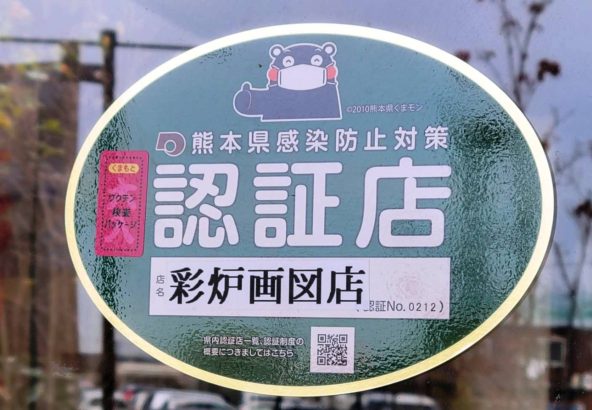 ©2010熊本県くまモン
熊本県感染防止対策
認証店
くまもと
ワクチン
検査
パッケージ
店名
彩炉画図店
(認証No.0212)
県内認証店一覧、認証制度の
概要につきましてはこちら